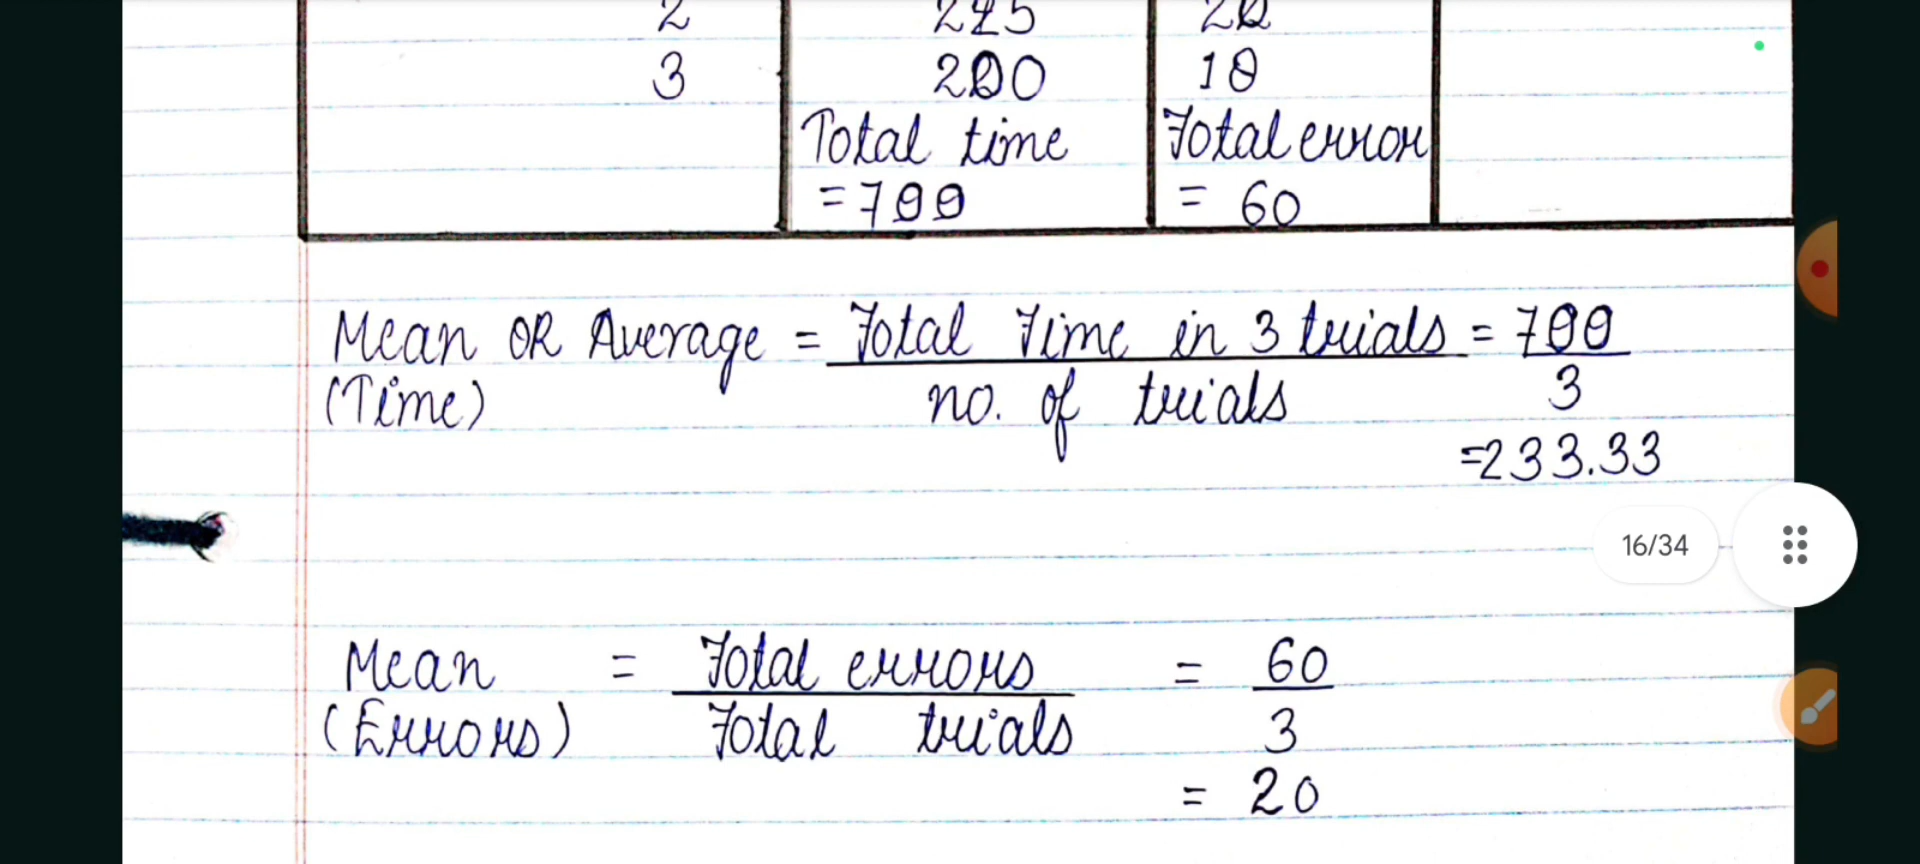 2 225 20
3 200 10
Total time Total error
= 700 = 60
Mean OR Average = Total Time in 3 trials = 700
(Time) no. of trials 3
=233.33
16/34
Mean = Total errors = 60
(Errors) Total trials 3
= 20